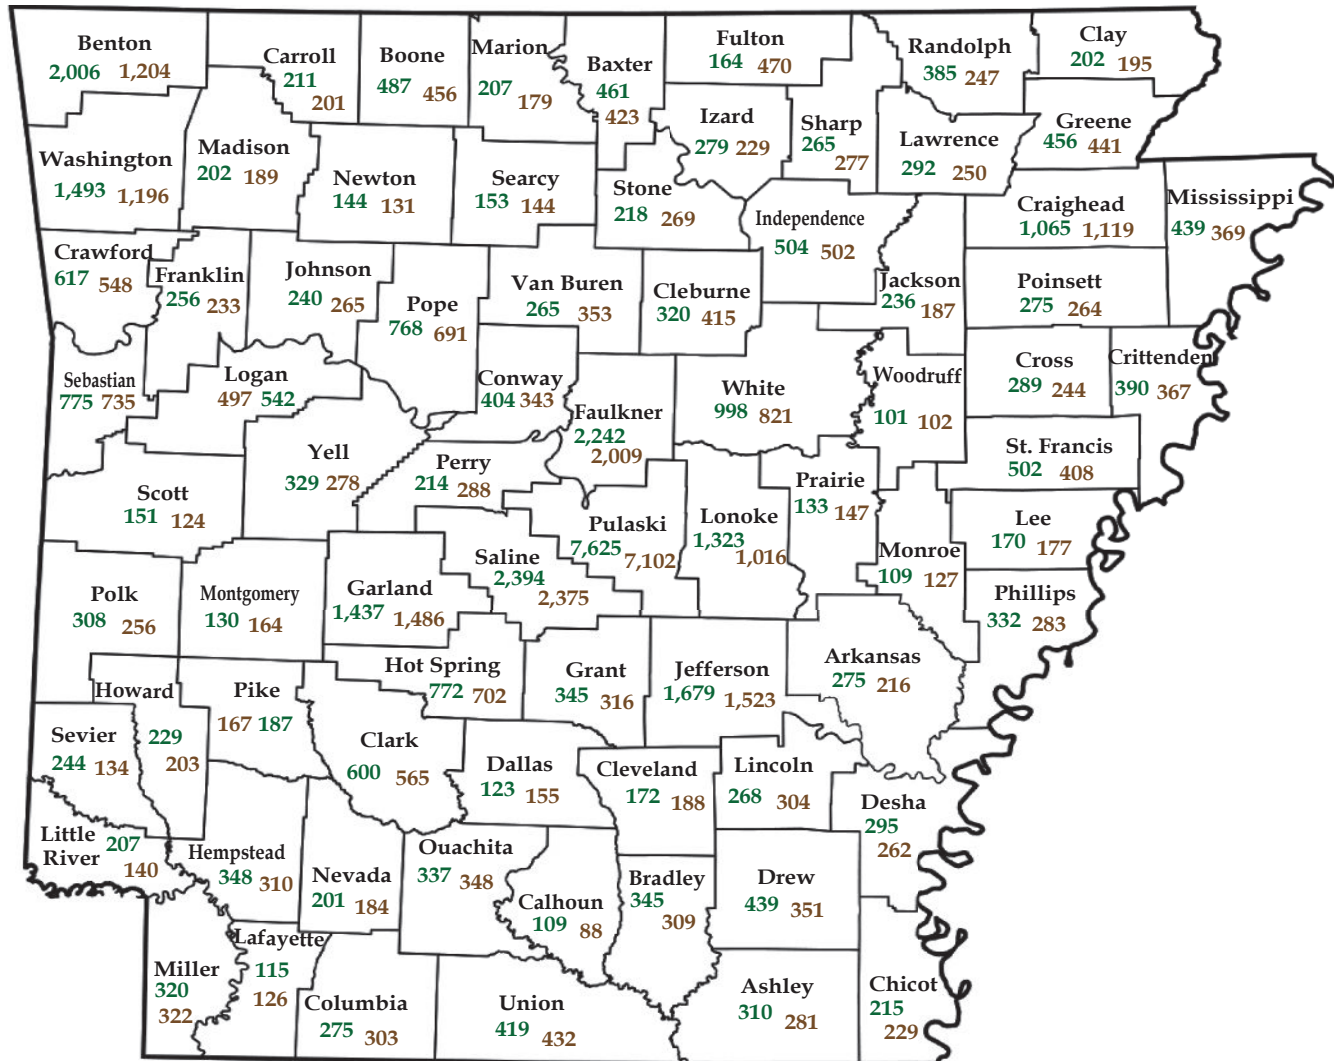 Benton
2,006 1,204
Carroll
211
201
Boone
487 456
Marion
207 179
Baxter
461
423
Fulton
164 470
Randolph
385 247
Clay
202 195
Izard
279 229
Sharp
265
277
Lawrence
292 250
Greene
456 441
Washington
1,493 1,196
Madison
202 189
Newton
144 131
Searcy
153 144
Stone
218 269
Independence
504 502
Craighead
1,065 1,119
Mississippi
439 369
Crawford
617 548
Franklin
256 233
Johnson
240 265
Pope
768 691
Van Buren
265 353
Cleburne
320 415
Jackson
236 187
Poinsett
275 264
Sebastian
775 735
Logan
497 542
Conway
404 343
Faulkner
2,242
2,009
White
998 821
Woodruff
101 102
Cross
289 244
Crittenden
390 367
Yell
329 278
Perry
214 288
St. Francis
502 408
Scott
151 124
Pulaski
7,625
7,102
Lonoke
1,323
1,016
Prairie
133 147
Lee
170 177
Saline
2,394
2,375
Monroe
109 127
Polk
308 256
Montgomery
130 164
Garland
1,437 1,486
Phillips
332 283
Hot Spring
772 702
Grant
345 316
Jefferson
1,679 1,523
Arkansas
275 216
Howard
229
203
Pike
167 187
Sevier
244 134
Clark
600 565
Dallas
123 155
Cleveland
172 188
Lincoln
268 304
Desha
295
262
Little
River
207
140
Hempstead
348 310
Nevada
201 184
Ouachita
337 348
Calhoun
109 88
Bradley
345
309
Drew
439 351
Miller
320
322
Lafayette
115
126
Columbia
275 303
Union
419 432
Ashley
310 281
Chicot
215
229